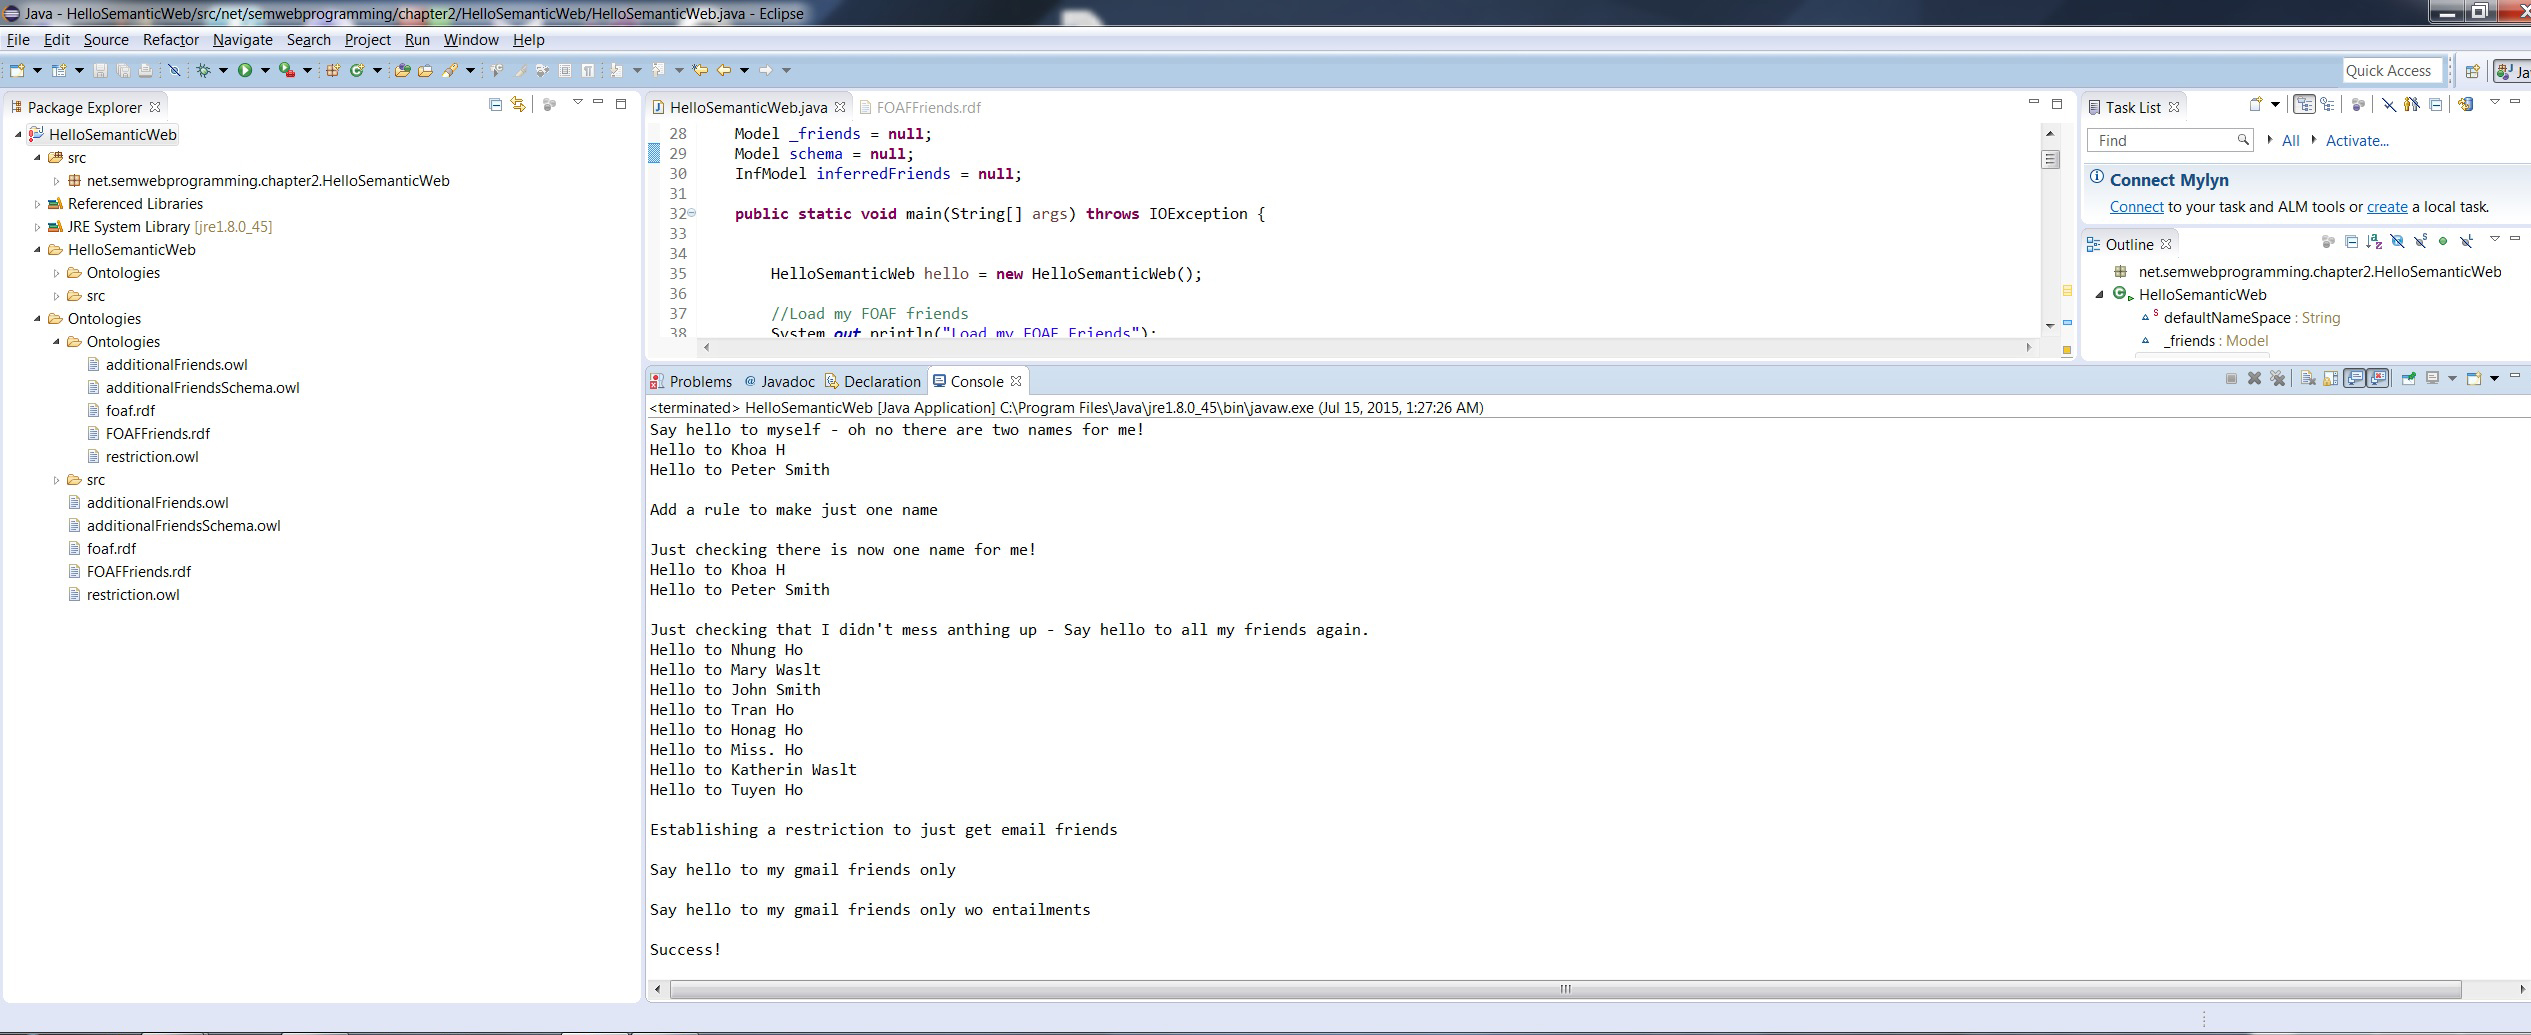 Java - HelloSemanticWeb/src/net/semwebprogramming/chapter2/HelloSemanticWeb/HelloSemanticWeb.java - Eclipse
File Edit Source Refactor Navigate Search Project Run Window Help
Quick Access
Package Explorer
HelloSemanticWeb
src
net.semwebprogramming.chapter2.HelloSemanticWeb
Referenced Libraries
JRE System Library [jre1.8.0_45]
HelloSemanticWeb
Ontologies
src
Ontologies
Ontologies
additionalFriends.owl
additionalFriendsSchema.owl
foaf.rdf
FOAFFriends.rdf
restriction.owl
src
additionalFriends.owl
additionalFriendsSchema.owl
foaf.rdf
FOAFFriends.rdf
restriction.owl
HelloSemanticWeb.java FOAFFriends.rdf
28 Model _friends = null;
29 Model schema = null;
30 InfModel inferredFriends = null;
31
32 public static void main(String[] args) throws IOException {
33
34
35 HelloSemanticWeb hello = new HelloSemanticWeb();
36
37 //Load my FOAF friends
38 System.out.println("Load my FOAF Friends");
Task List
Find All Activate...
Connect Mylyn
Connect to your task and ALM tools or create a local task.
Outline
net.semwebprogramming.chapter2.HelloSemanticWeb
HelloSemanticWeb
defaultNameSpace : String
_friends : Model
Problems @ Javadoc Declaration Console
<terminated> HelloSemanticWeb [Java Application] C:\Program Files\Java\jre1.8.0_45\bin\javaw.exe (Jul 15, 2015, 1:27:26 AM)
Say hello to myself - oh no there are two names for me!
Hello to Khoa H
Hello to Peter Smith
Add a rule to make just one name
Just checking there is now one name for me!
Hello to Khoa H
Hello to Peter Smith
Just checking that I didn't mess anthing up - Say hello to all my friends again.
Hello to Nhung Ho
Hello to Mary Waslt
Hello to John Smith
Hello to Tran Ho
Hello to Honag Ho
Hello to Miss. Ho
Hello to Katherin Waslt
Hello to Tuyen Ho
Establishing a restriction to just get email friends
Say hello to my gmail friends only
Say hello to my gmail friends only wo entailments
Success!